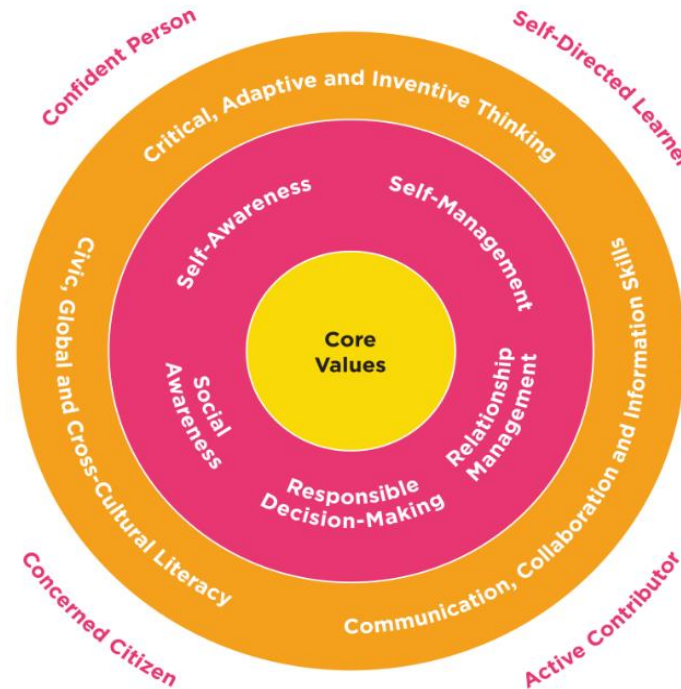 Confident Person
Self-Directed Learner
Critical, Adaptive and Inventive Thinking
Self-Awareness
Self-Management
Civic, Global and Cross-Cultural Literacy
Core
Values
Communication, Collaboration and Information Skills
Social
Awareness
Relationship
Management
Responsible
Decision-Making
Concerned Citizen
Active Contributor